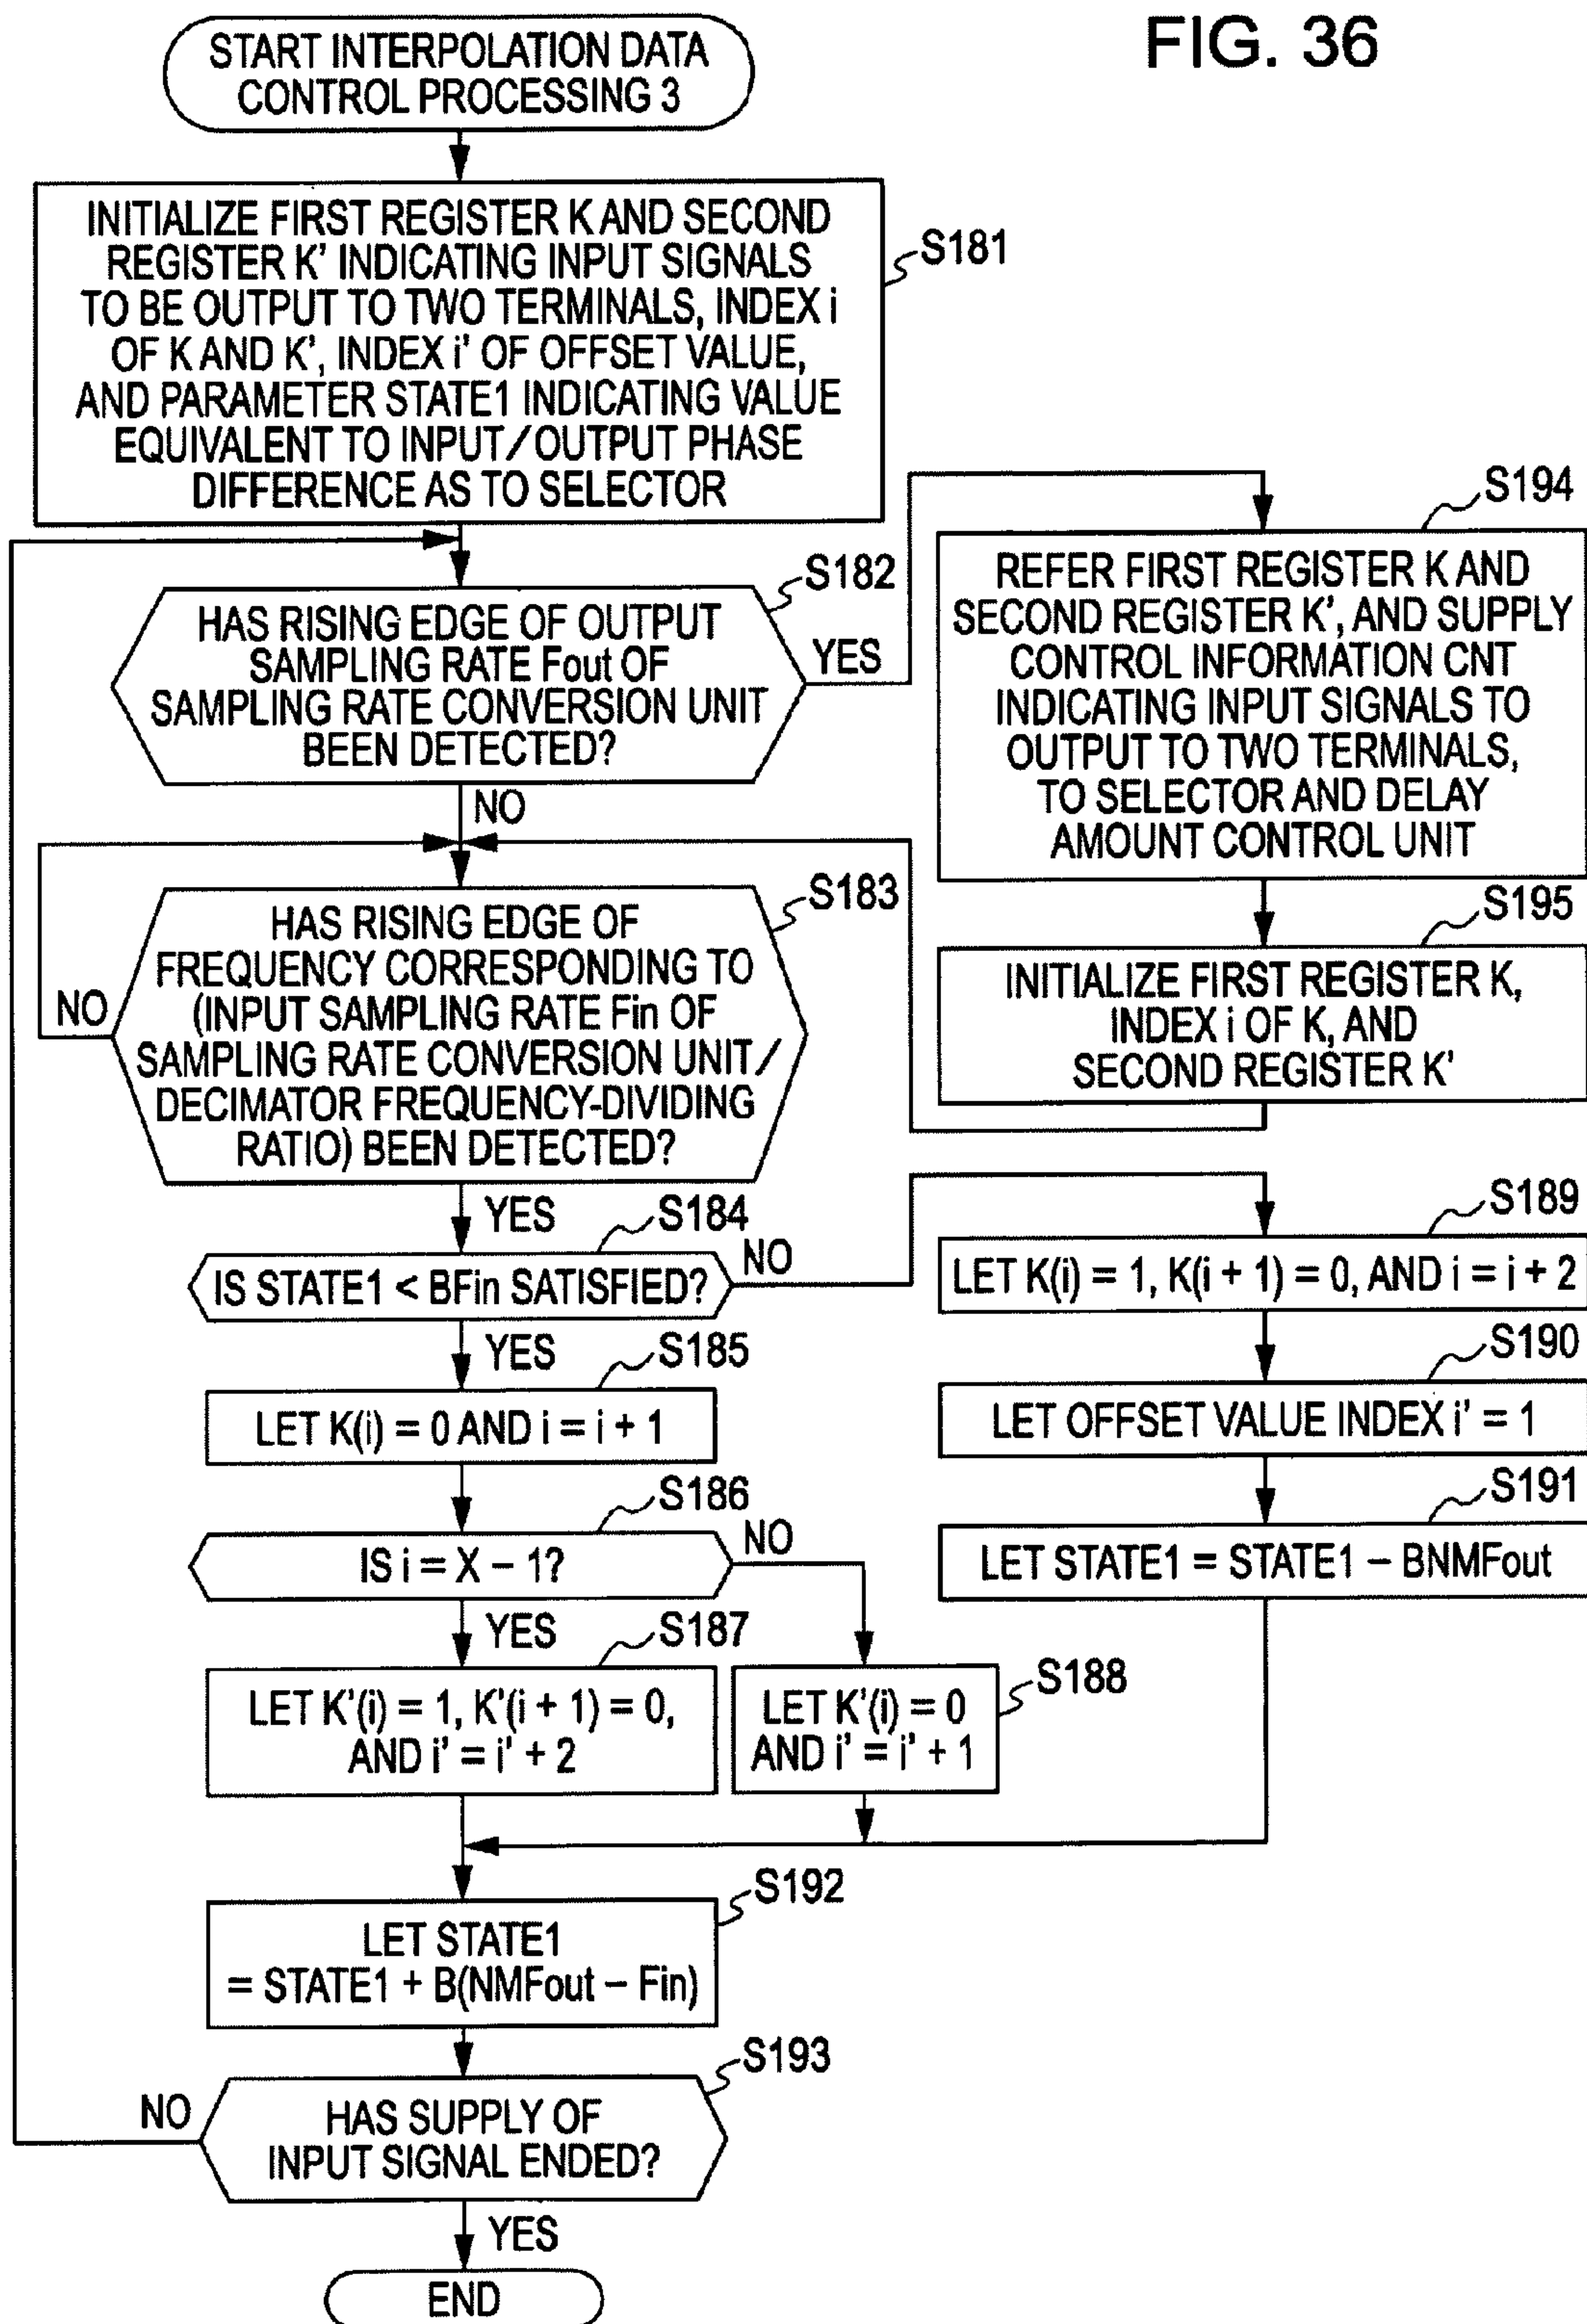 FIG. 36
START INTERPOLATION DATA
CONTROL PROCESSING 3
INITIALIZE FIRST REGISTER K AND SECOND
REGISTER K' INDICATING INPUT SIGNALS
TO BE OUTPUT TO TWO TERMINALS, INDEX i
OF K AND K', INDEX i' OF OFFSET VALUE,
AND PARAMETER STATE1 INDICATING VALUE
EQUIVALENT TO INPUT/OUTPUT PHASE
DIFFERENCE AS TO SELECTOR
S181
HAS RISING EDGE OF OUTPUT
SAMPLING RATE Fout OF
SAMPLING RATE CONVERSION UNIT
BEEN DETECTED?
S182
YES
NO
S194
REFER FIRST REGISTER K AND
SECOND REGISTER K', AND SUPPLY
CONTROL INFORMATION CNT
INDICATING INPUT SIGNALS TO
OUTPUT TO TWO TERMINALS,
TO SELECTOR AND DELAY
AMOUNT CONTROL UNIT
S195
INITIALIZE FIRST REGISTER K,
INDEX i OF K, AND
SECOND REGISTER K'
S183
HAS RISING EDGE OF
FREQUENCY CORRESPONDING TO
(INPUT SAMPLING RATE Fin OF
SAMPLING RATE CONVERSION UNIT/
DECIMATOR FREQUENCY-DIVIDING
RATIO) BEEN DETECTED?
NO
YES
S184
IS STATE1 < BFin SATISFIED?
NO
YES
S189
LET K(i) = 1, K(i + 1) = 0, AND i = i + 2
S190
LET OFFSET VALUE INDEX i' = 1
S191
LET STATE1 = STATE1 – BNMFout
S185
LET K(i) = 0 AND i = i + 1
S186
IS i = X – 1?
NO
YES
S187
LET K'(i) = 1, K'(i + 1) = 0,
AND i' = i' + 2
S188
LET K'(i) = 0
AND i' = i' + 1
S192
LET STATE1
= STATE1 + B(NMFout – Fin)
S193
HAS SUPPLY OF
INPUT SIGNAL ENDED?
NO
YES
END